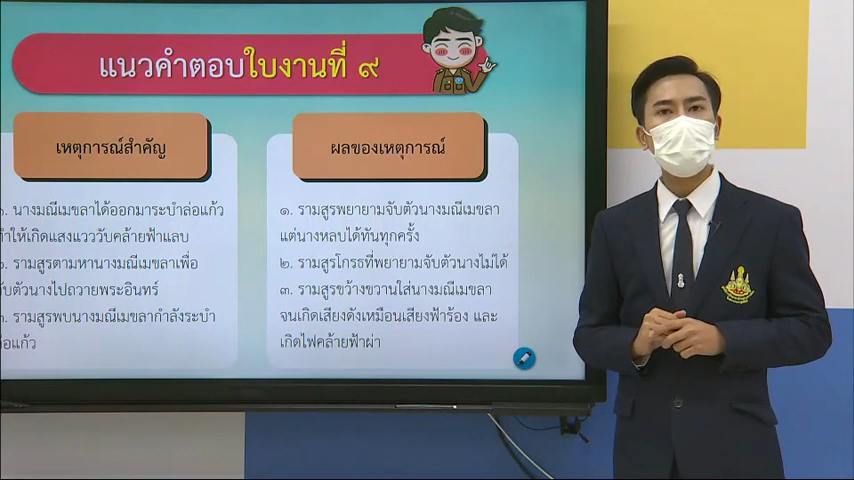 แนวคำตอบใบงานที่ ๙
เหตุการณ์สำคัญ
นางมณีเมขลาได้ออกมาระบำล่อแก้ว
ทำให้เกิดแสงแวววับคล้ายฟ้าแลบ
รามสูรตามหานางมณีเมขลาเพื่อ
จับตัวนางไปถวายพระอินทร์
รามสูรพบนางมณีเมขลากำลังระบำ
ล่อแก้ว
ผลของเหตุการณ์
๑. รามสูรพยายามจับตัวนางมณีเมขลา
แต่นางหลบได้ทันทุกครั้ง
๒. รามสูรโกรธที่พยายามจับตัวนางไม่ได้
๓. รามสูรขว้างขวานใส่นางมณีเมขลา
จนเกิดเสียงดังเหมือนเสียงฟ้าร้อง และ
เกิดไฟคล้ายฟ้าผ่า